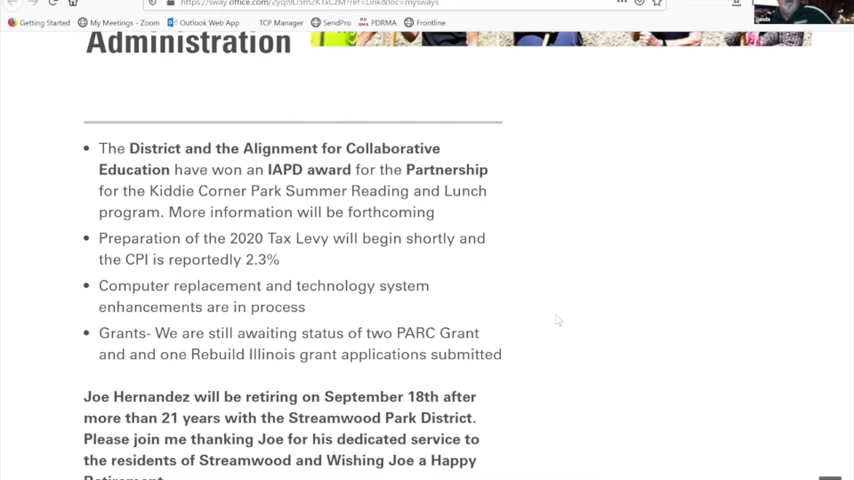 https://sway.office.com/
Getting Started My Meetings - Zoom Outlook Web App TCP Manager SendPro PDRMA Frontline
Administration
• The District and the Alignment for Collaborative
Education have won an IAPD award for the Partnership
for the Kiddie Corner Park Summer Reading and Lunch
program. More information will be forthcoming
• Preparation of the 2020 Tax Levy will begin shortly and
the CPI is reportedly 2.3%
• Computer replacement and technology system
enhancements are in process
• Grants- We are still awaiting status of two PARC Grant
and and one Rebuild Illinois grant applications submitted
Joe Hernandez will be retiring on September 18th after
more than 21 years with the Streamwood Park District.
Please join me thanking Joe for his dedicated service to
the residents of Streamwood and Wishing Joe a Happy
Retirement